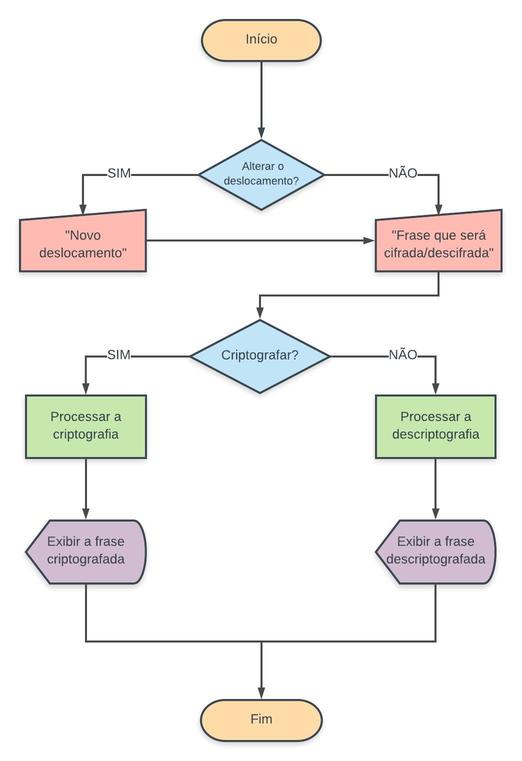 Início
Alterar o
deslocamento?
SIM
NÃO
"Novo
deslocamento"
"Frase que será
cifrada/descifrada"
Criptografar?
SIM
NÃO
Processar a
criptografia
Processar a
descriptografia
Exibir a frase
criptografada
Exibir a frase
descriptografada
Fim